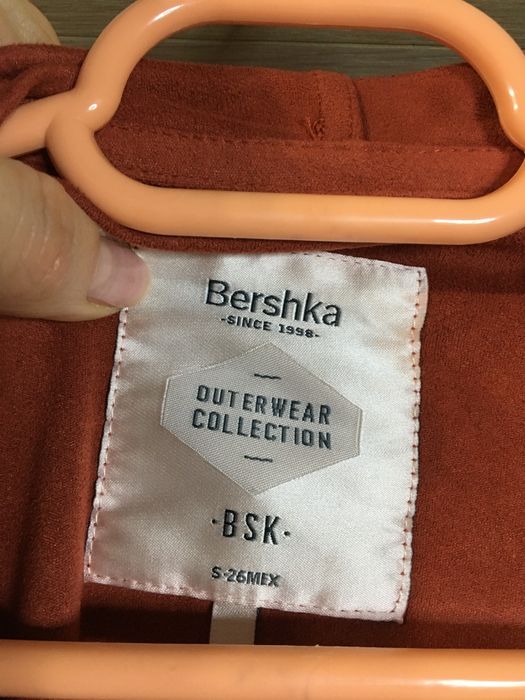 Bershka
-SINCE 1998-
OUTERWEAR
COLLECTION
·BSK·
S-26MEX